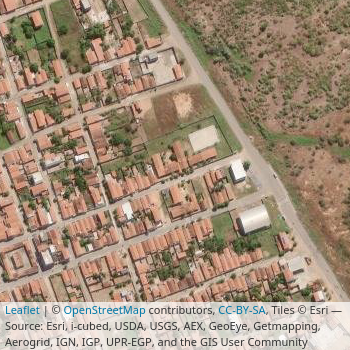 Leaflet | © OpenStreetMap contributors, CC-BY-SA, Tiles © Esri —
Source: Esri, i-cubed, USDA, USGS, AEX, GeoEye, Getmapping,
Aerogrid, IGN, IGP, UPR-EGP, and the GIS User Community